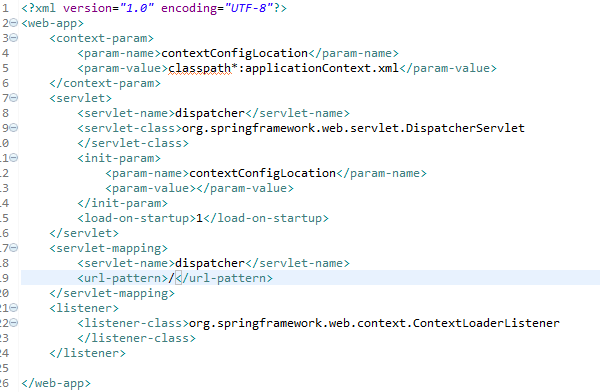 1 <?xml version="1.0" encoding="UTF-8"?>
2 <web-app>
3 <context-param>
4 <param-name>contextConfigLocation</param-name>
5 <param-value>classpath*:applicationContext.xml</param-value>
6 </context-param>
7 <servlet>
8 <servlet-name>dispatcher</servlet-name>
9 <servlet-class>org.springframework.web.servlet.DispatcherServlet
10 </servlet-class>
11 <init-param>
12 <param-name>contextConfigLocation</param-name>
13 <param-value></param-value>
14 </init-param>
15 <load-on-startup>1</load-on-startup>
16 </servlet>
17 <servlet-mapping>
18 <servlet-name>dispatcher</servlet-name>
19 <url-pattern>/</url-pattern>
20 </servlet-mapping>
21 <listener>
22 <listener-class>org.springframework.web.context.ContextLoaderListener
23 </listener-class>
24 </listener>
25
26 </web-app>